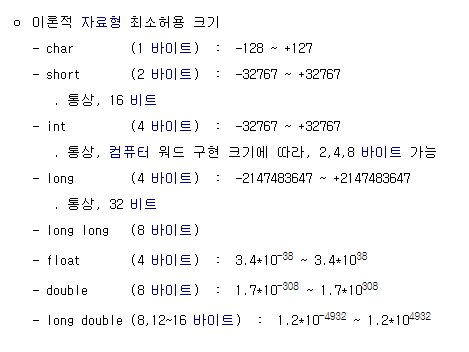 o 이론적 자료형 최소허용 크기
- char (1 바이트) : -128 ~ +127
- short (2 바이트) : -32767 ~ +32767
. 통상, 16 비트
- int (4 바이트) : -32767 ~ +32767
. 통상, 컴퓨터 워드 구현 크기에 따라, 2,4,8 바이트 가능
- long (4 바이트) : -2147483647 ~ +2147483647
. 통상, 32 비트
- long long (8 바이트)
- float (4 바이트) : 3.4*10^-38 ~ 3.4*10^38
- double (8 바이트) : 1.7*10^-308 ~ 1.7*10^308
- long double (8,12~16 바이트) : 1.2*10^-4932 ~ 1.2*10^4932